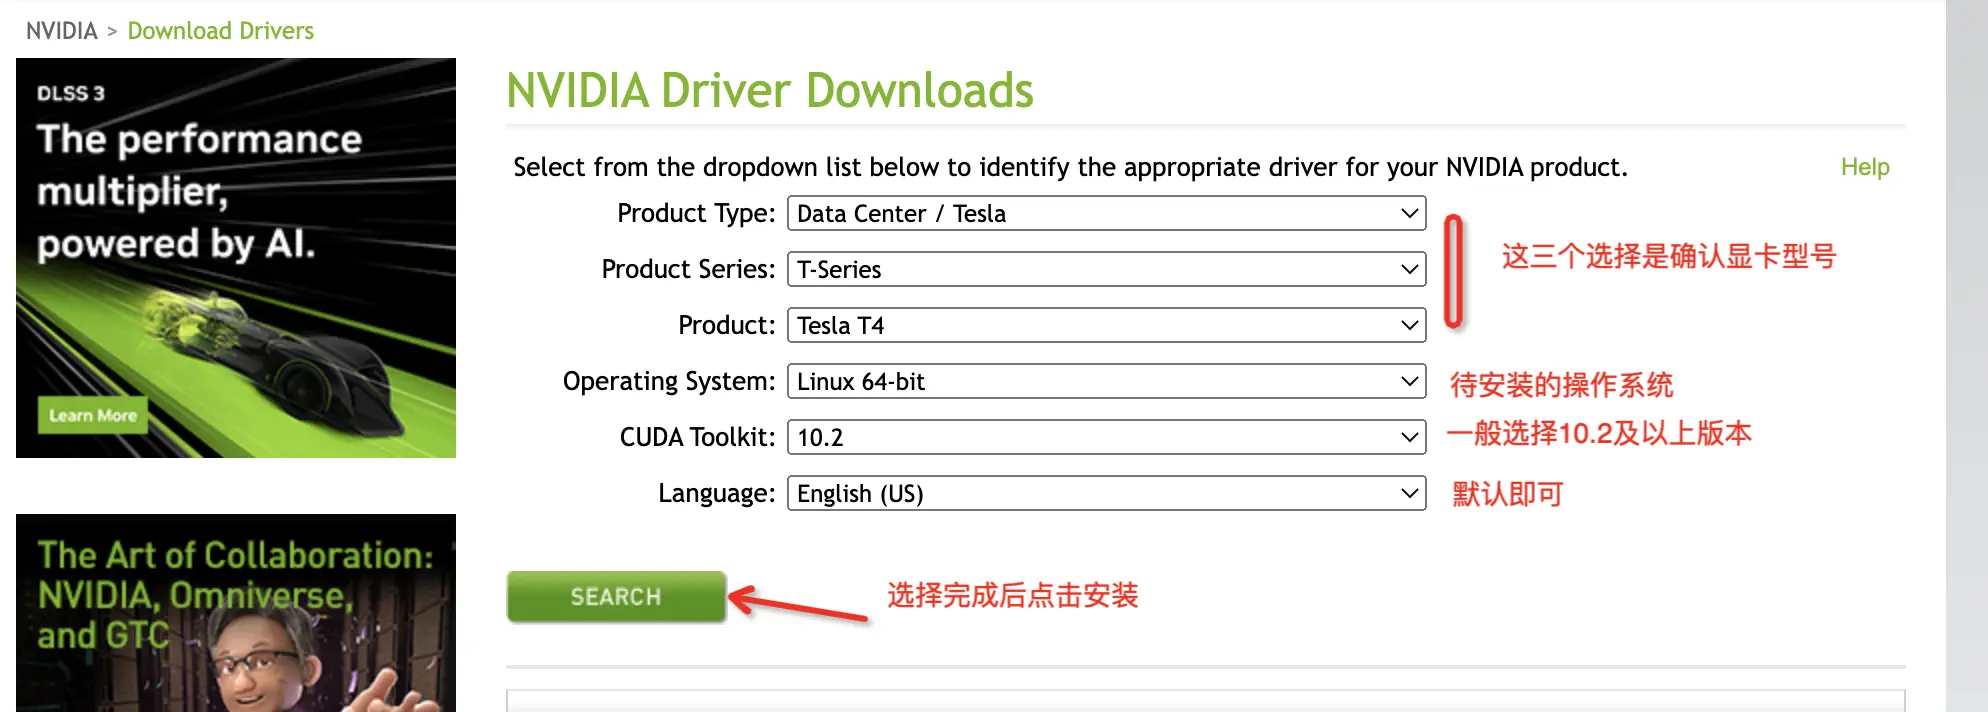 NVIDIA > Download Drivers
DLSS 3
The performance
multiplier,
powered by AI.
Learn More
The Art of Collaboration:
NVIDIA, Omniverse,
and GTC
NVIDIA Driver Downloads
Select from the dropdown list below to identify the appropriate driver for your NVIDIA product. Help
Product Type: Data Center / Tesla
Product Series: T-Series
这三个选择是确认显卡型号
Product: Tesla T4
Operating System: Linux 64-bit 待安装的操作系统
CUDA Toolkit: 10.2 一般选择10.2及以上版本
Language: English (US) 默认即可
SEARCH 选择完成后点击安装